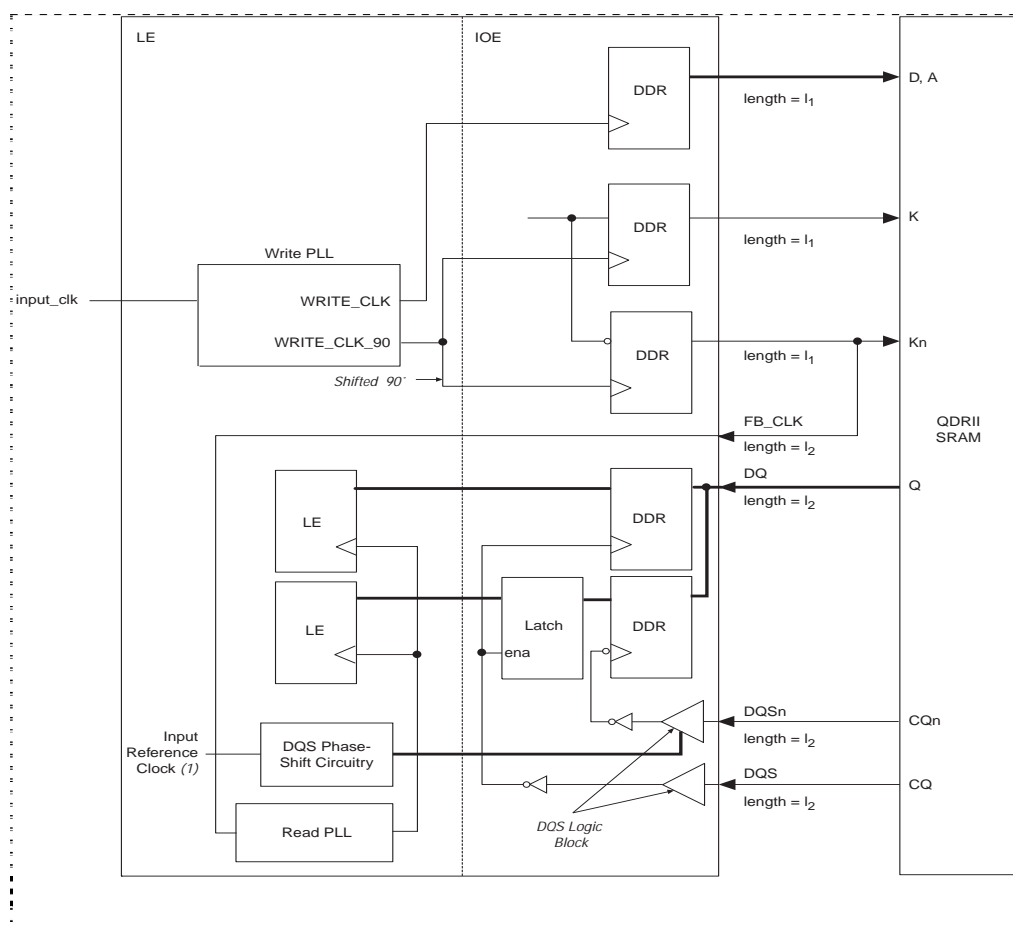 LE
IOE
DDR
D, A
length = l1
DDR
K
length = l1
Write PLL
input_clk
WRITE_CLK
WRITE_CLK_90
Shifted 90°
DDR
Kn
length = l1
FB_CLK
length = l2
QDRII
SRAM
DQ
Q
length = l2
LE
DDR
LE
Latch
ena
DDR
DQSn
CQn
length = l2
Input
Reference
Clock (1)
DQS Phase-
Shift Circuitry
DQS
CQ
length = l2
Read PLL
DQS Logic
Block